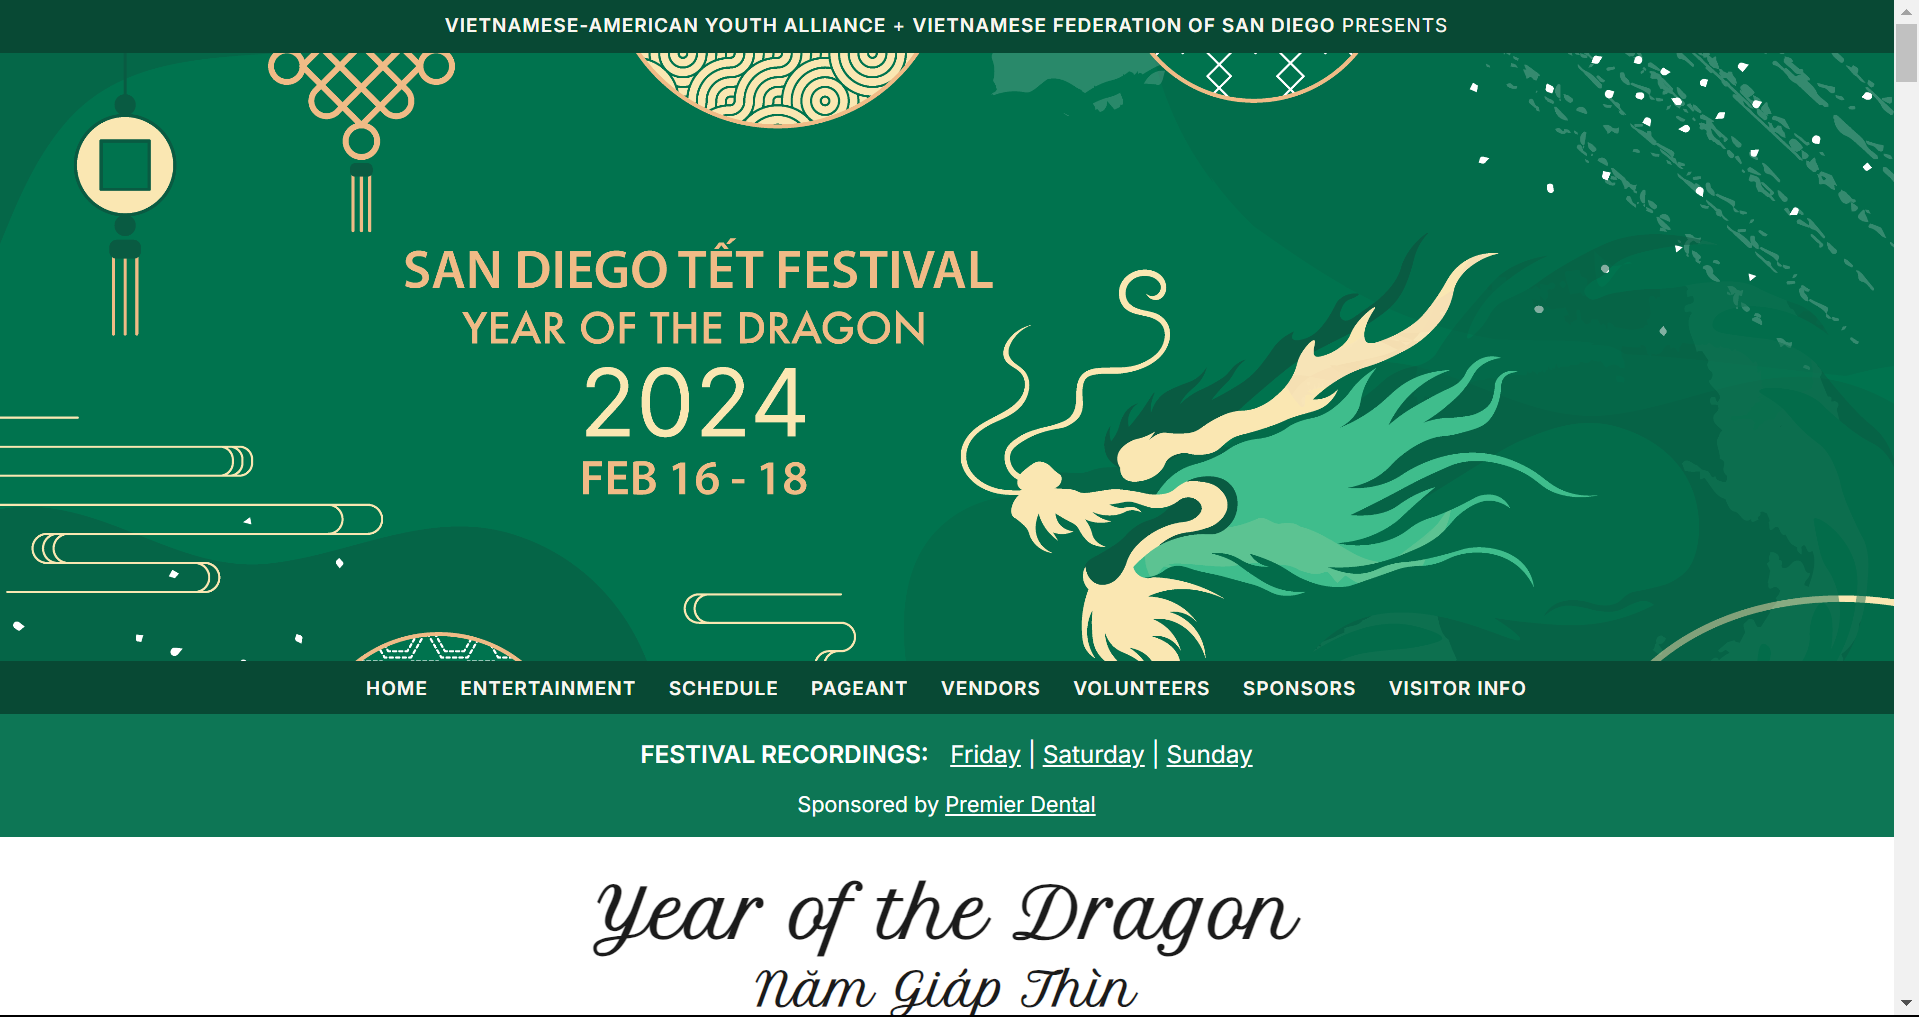 VIETNAMESE-AMERICAN YOUTH ALLIANCE + VIETNAMESE FEDERATION OF SAN DIEGO PRESENTS
SAN DIEGO TẾT FESTIVAL
YEAR OF THE DRAGON
2024
FEB 16 - 18
HOME ENTERTAINMENT SCHEDULE PAGEANT VENDORS VOLUNTEERS SPONSORS VISITOR INFO
FESTIVAL RECORDINGS: Friday | Saturday | Sunday
Sponsored by Premier Dental
Year of the Dragon
Năm Giáp Thìn